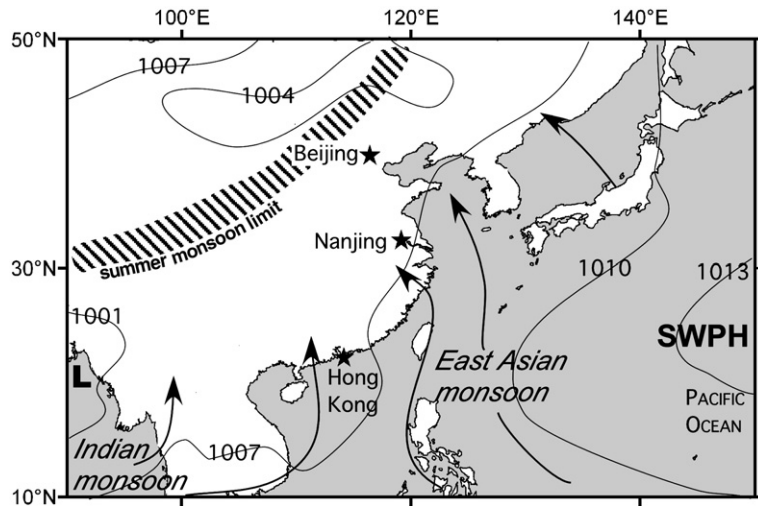 100°E
120°E
140°E
50°N
1007
1004
Beijing
summer monsoon limit
Nanjing
30°N
1010
1013
1001
SWPH
L
Hong
Kong
East Asian
monsoon
PACIFIC
OCEAN
Indian
monsoon
1007
10°N